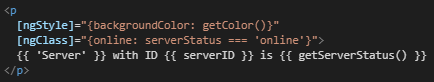 <p
[ngStyle]="{backgroundColor: getColor()}"
[ngClass]="{online: serverStatus === 'online'}">
{{ 'Server' }} with ID {{ serverID }} is {{ getServerStatus() }}
</p>